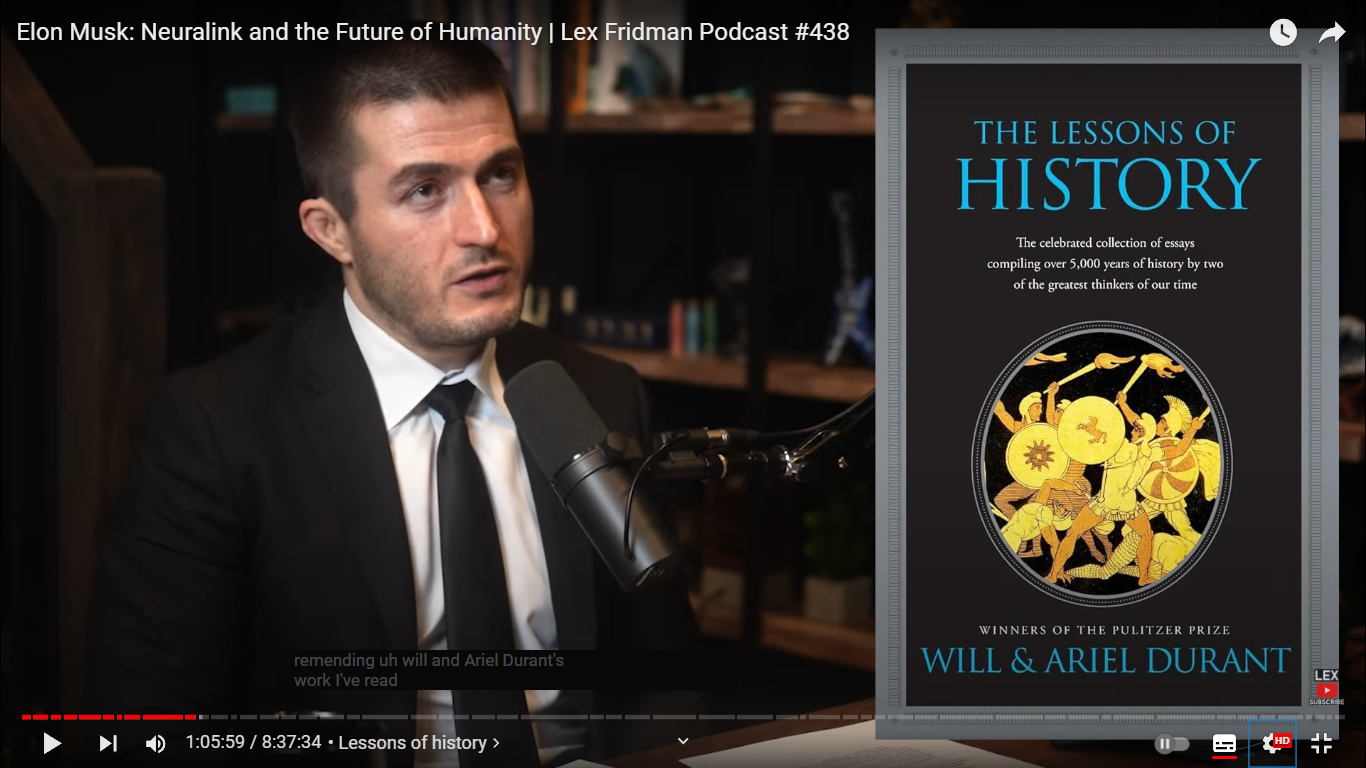 Elon Musk: Neuralink and the Future of Humanity | Lex Fridman Podcast #438
THE LESSONS OF
HISTORY
The celebrated collection of essays
compiling over 5,000 years of history by two
of the greatest thinkers of our time
WINNERS OF THE PULITZER PRIZE
WILL & ARIEL DURANT
remending uh will and Ariel Durant's
work I've read
LEX
SUBSCRIBE
1:05:59 / 8:37:34 • Lessons of history
HD